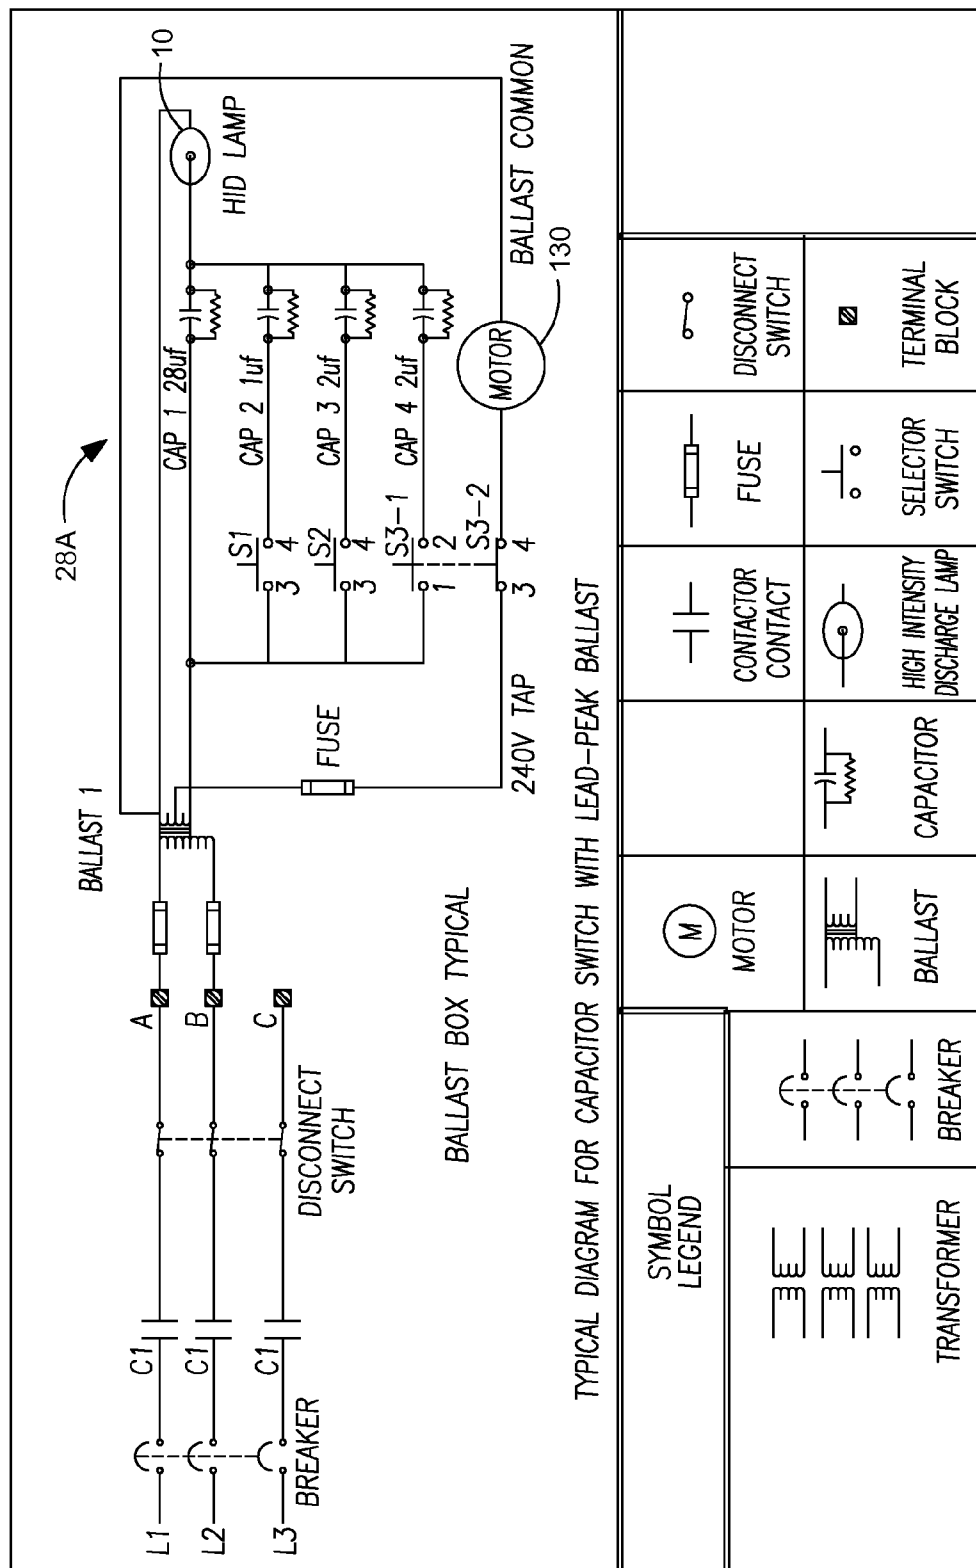 28A
10
BALLAST 1
HID LAMP
L1
L2
L3
C1
C1
C1
BREAKER
DISCONNECT
SWITCH
A
B
C
FUSE
240V TAP
CAP 1 28uf
CAP 2 1uf
CAP 3 2uf
CAP 4 2uf
S1
3 4
S2
3 4
S3-1
1 2
S3-2
3 4
MOTOR
130
BALLAST COMMON
BALLAST BOX TYPICAL
TYPICAL DIAGRAM FOR CAPACITOR SWITCH WITH LEAD-PEAK BALLAST
SYMBOL
LEGEND
M
MOTOR
CONTACTOR
CONTACT
FUSE
DISCONNECT
SWITCH
TRANSFORMER
BREAKER
BALLAST
CAPACITOR
HIGH INTENSITY
DISCHARGE LAMP
SELECTOR
SWITCH
TERMINAL
BLOCK